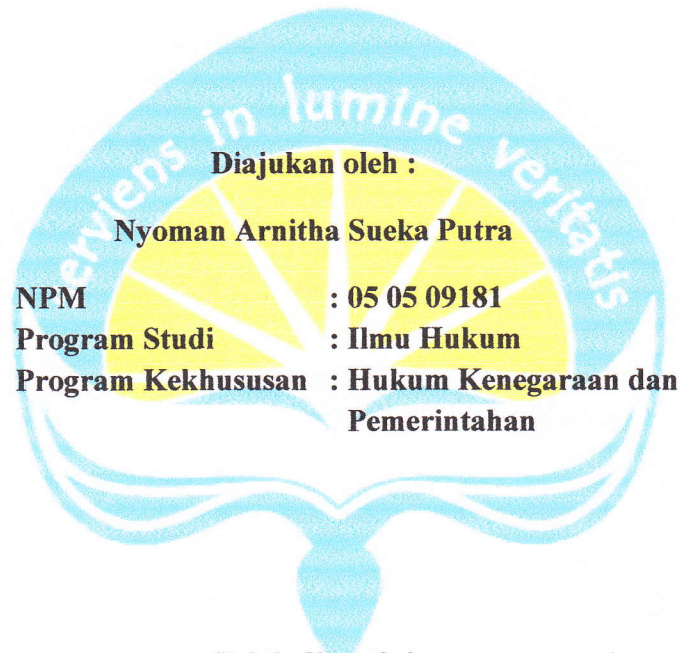 serviens in lumine veritatis
Diajukan oleh :
Nyoman Arnitha Sueka Putra
NPM : 05 05 09181
Program Studi : Ilmu Hukum
Program Kekhususan : Hukum Kenegaraan dan
Pemerintahan